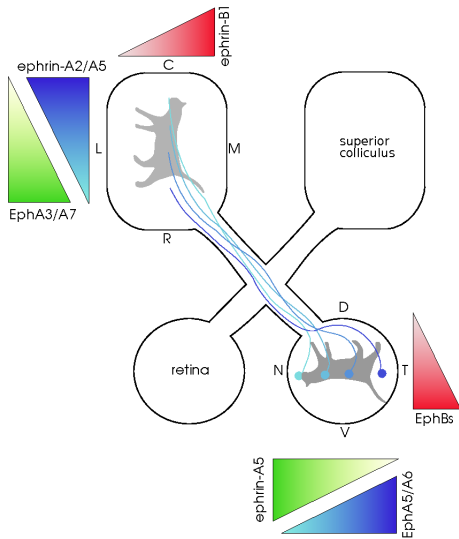 ephrin-B1
ephrin-A2/A5
C
L
M
superior
colliculus
EphA3/A7
R
D
retina
N
T
EphBs
V
ephrin-A5
EphA5/A6